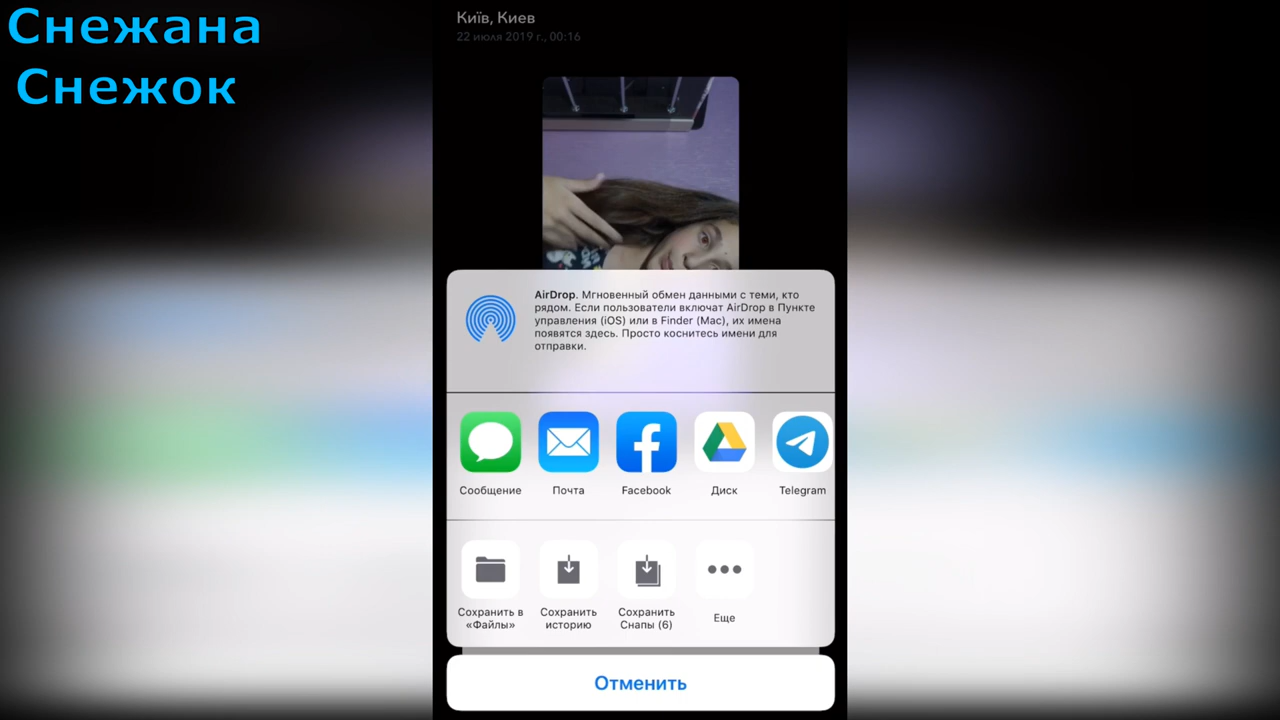 Снежана
Снежок
Київ, Киев
22 июля 2019 г., 00:16
AirDrop. Мгновенный обмен данными с теми, кто
рядом. Если пользователи включат AirDrop в Пункте
управления (iOS) или в Finder (Mac), их имена
появятся здесь. Просто коснитесь имени для
отправки.
Сообщение
Почта
Facebook
Диск
Telegram
Сохранить в
«Файлы»
Сохранить
историю
Сохранить
Снапы (6)
Еще
Отменить